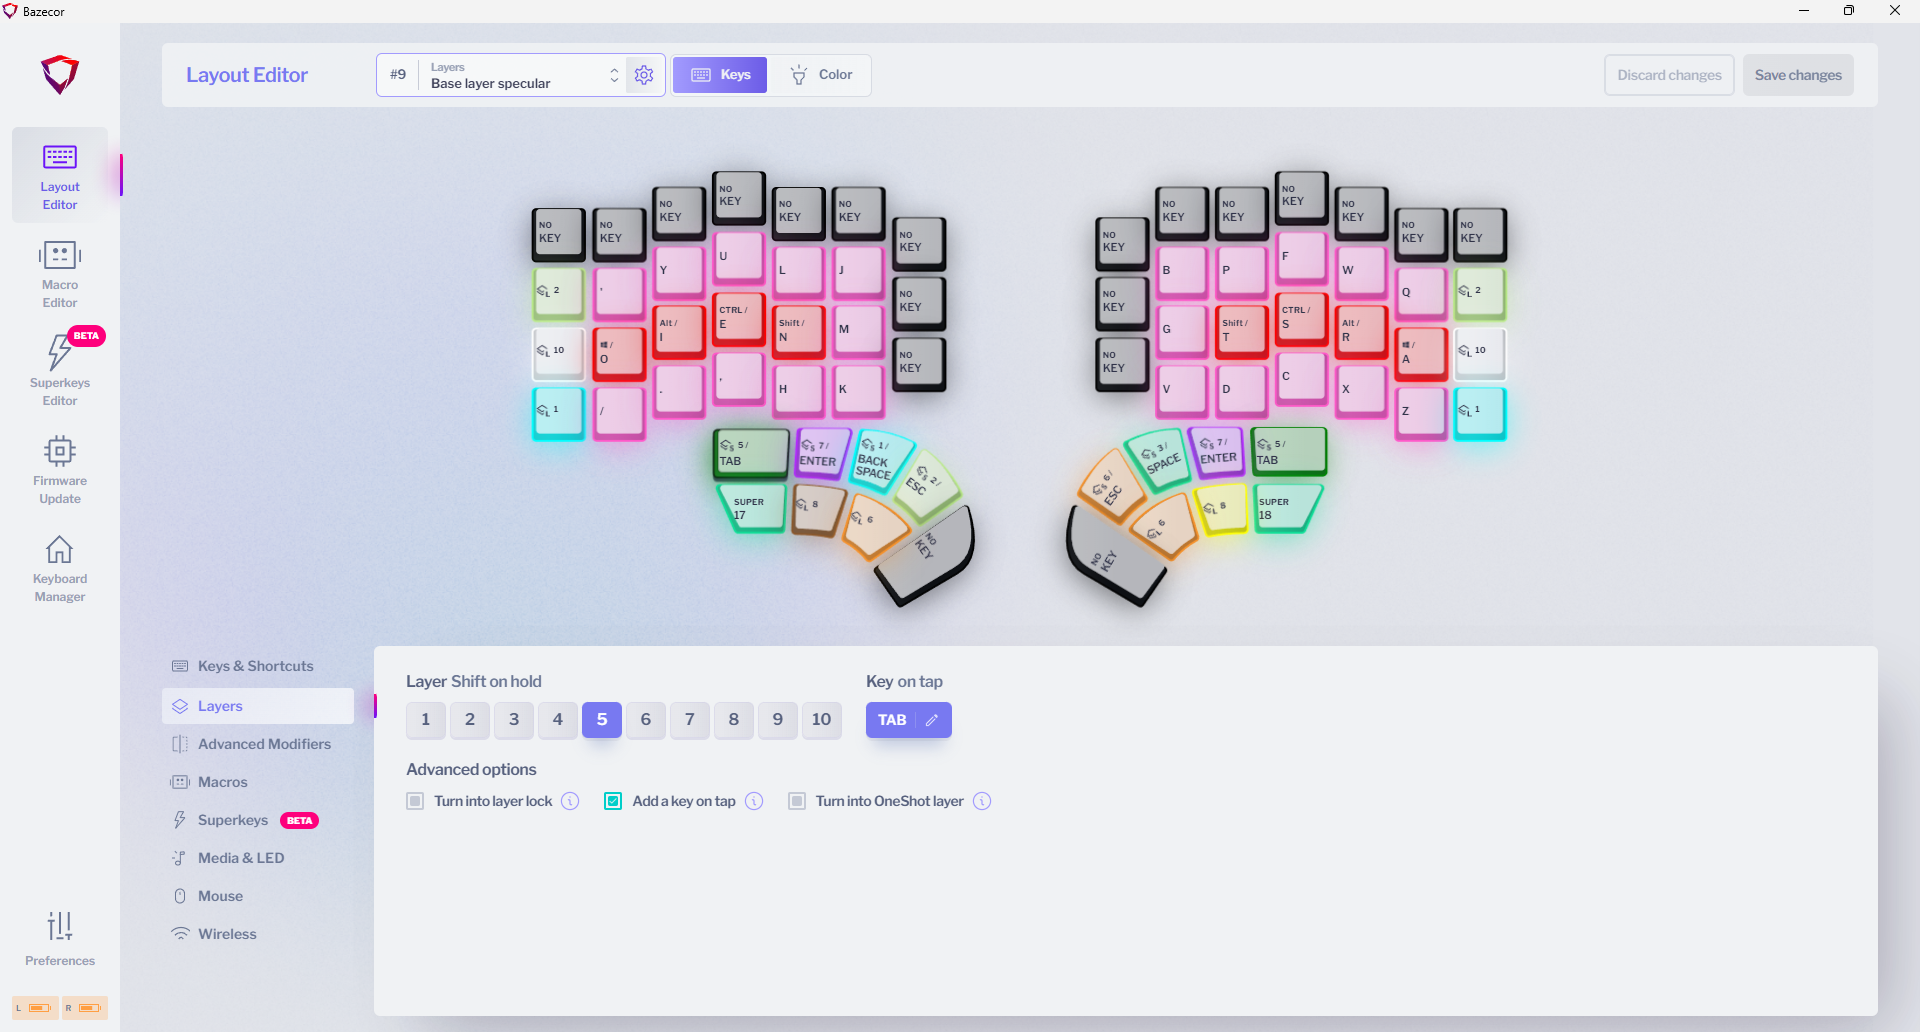 Bazecor
Layout Editor
#9
Layers
Base layer specular
Keys
Color
Discard changes
Save changes
Layout
Editor
Macro
Editor
BETA
Superkeys
Editor
Firmware
Update
Keyboard
Manager
Preferences
L
R
NO
KEY
NO
KEY
NO
KEY
NO
KEY
NO
KEY
NO
KEY
NO
KEY
L 2
'
Y
U
L
J
NO
KEY
L 10
/
O
Alt /
I
CTRL /
E
Shift /
N
M
NO
KEY
L 1
/
.
,
H
K
S 5 /
TAB
S 7 /
ENTER
S 1 /
BACK
SPACE
S 2 /
ESC
SUPER
17
L 8
L 6
NO
KEY
NO
KEY
NO
KEY
NO
KEY
NO
KEY
NO
KEY
NO
KEY
NO
KEY
NO
KEY
B
P
F
W
Q
L 2
NO
KEY
G
Shift /
T
CTRL /
S
Alt /
R
/
A
L 10
V
D
C
X
Z
L 1
S 6 /
ESC
S 3 /
SPACE
S 7 /
ENTER
S 5 /
TAB
NO
KEY
L 6
L 8
SUPER
18
Keys & Shortcuts
Layers
Advanced Modifiers
Macros
Superkeys BETA
Media & LED
Mouse
Wireless
Layer Shift on hold
1 2 3 4 5 6 7 8 9 10
Key on tap
TAB
Advanced options
Turn into layer lock i
Add a key on tap i
Turn into OneShot layer i